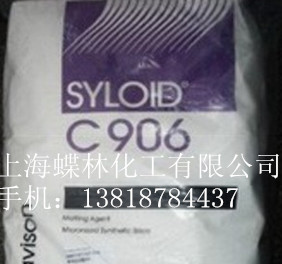 SYLOID®
C 906
上海蝶林化工有限公司
手机：13818784437
Matting Agent
Micronized Synthetic Silica